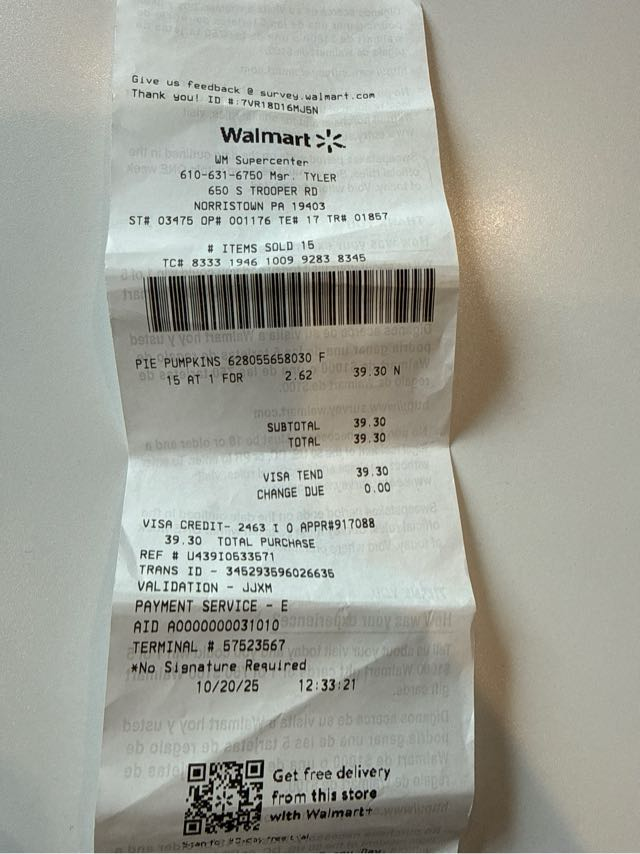 Give us feedback @ survey.walmart.com
Thank you! ID #:7VR18D16MJ5N
Walmart
WM Supercenter
610-631-6750 Mgr. TYLER
650 S TROOPER RD
NORRISTOWN PA 19403
ST# 03475 OP# 001176 TE# 17 TR# 01857
# ITEMS SOLD 15
TC# 8333 1946 1009 9283 8345
PIE PUMPKINS 628055658030 F
15 AT 1 FOR 2.62 39.30 N
SUBTOTAL 39.30
TOTAL 39.30
VISA TEND 39.30
CHANGE DUE 0.00
VISA CREDIT- 2463 I 0 APPR#917088
39.30 TOTAL PURCHASE
REF # U439I0533571
TRANS ID - 345293596026635
VALIDATION - JJXM
PAYMENT SERVICE - E
AID A0000000031010
TERMINAL # 57523567
*No Signature Required
10/20/25 12:33:21
Get free delivery
from this store
with Walmart+